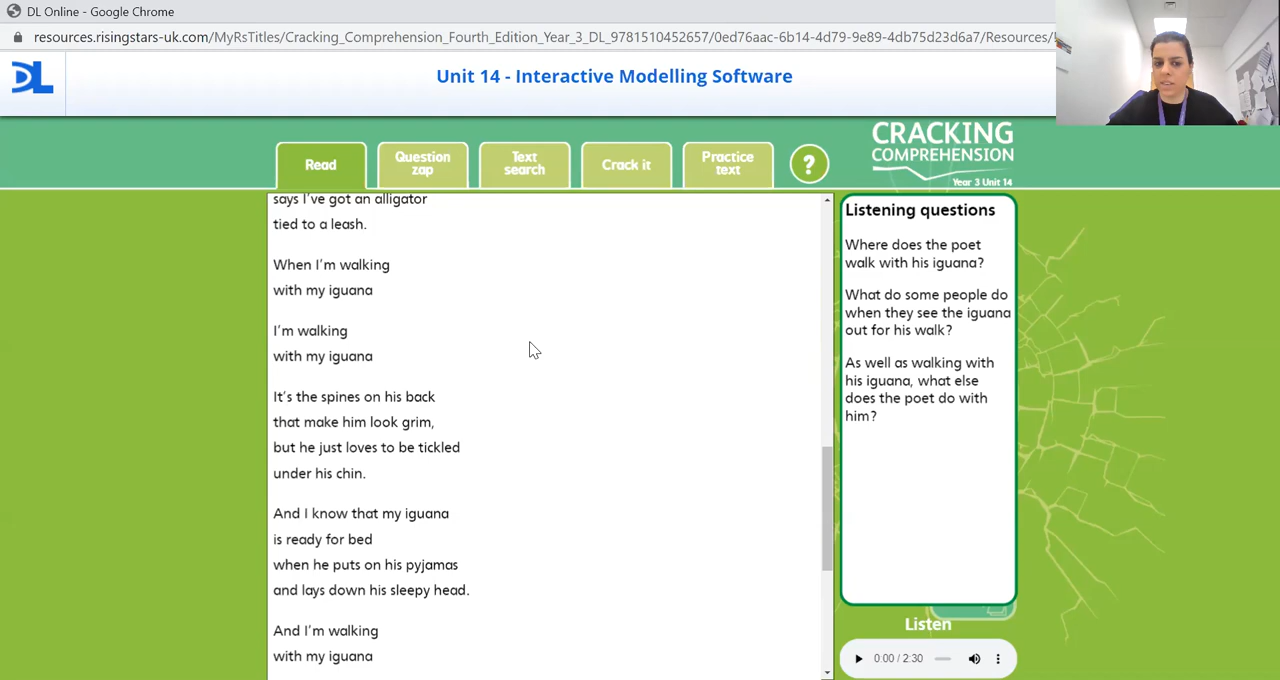 DL Online - Google Chrome
resources.risingstars-uk.com/MyRsTitles/Cracking_Comprehension_Fourth_Edition_Year_3_DL_9781510452657/0ed76aac-6b14-4d79-9e89-4db75d23d6a7/Resources/
DL
Unit 14 - Interactive Modelling Software
Read
Question zap
Text search
Crack it
Practice text
?
CRACKING
COMPREHENSION
Year 3 Unit 14
says I've got an alligator
tied to a leash.
When I'm walking
with my iguana
I'm walking
with my iguana
It's the spines on his back
that make him look grim,
but he just loves to be tickled
under his chin.
And I know that my iguana
is ready for bed
when he puts on his pyjamas
and lays down his sleepy head.
And I'm walking
with my iguana
Listening questions
Where does the poet
walk with his iguana?
What do some people do
when they see the iguana
out for his walk?
As well as walking with
his iguana, what else
does the poet do with
him?
Listen
0:00 / 2:30